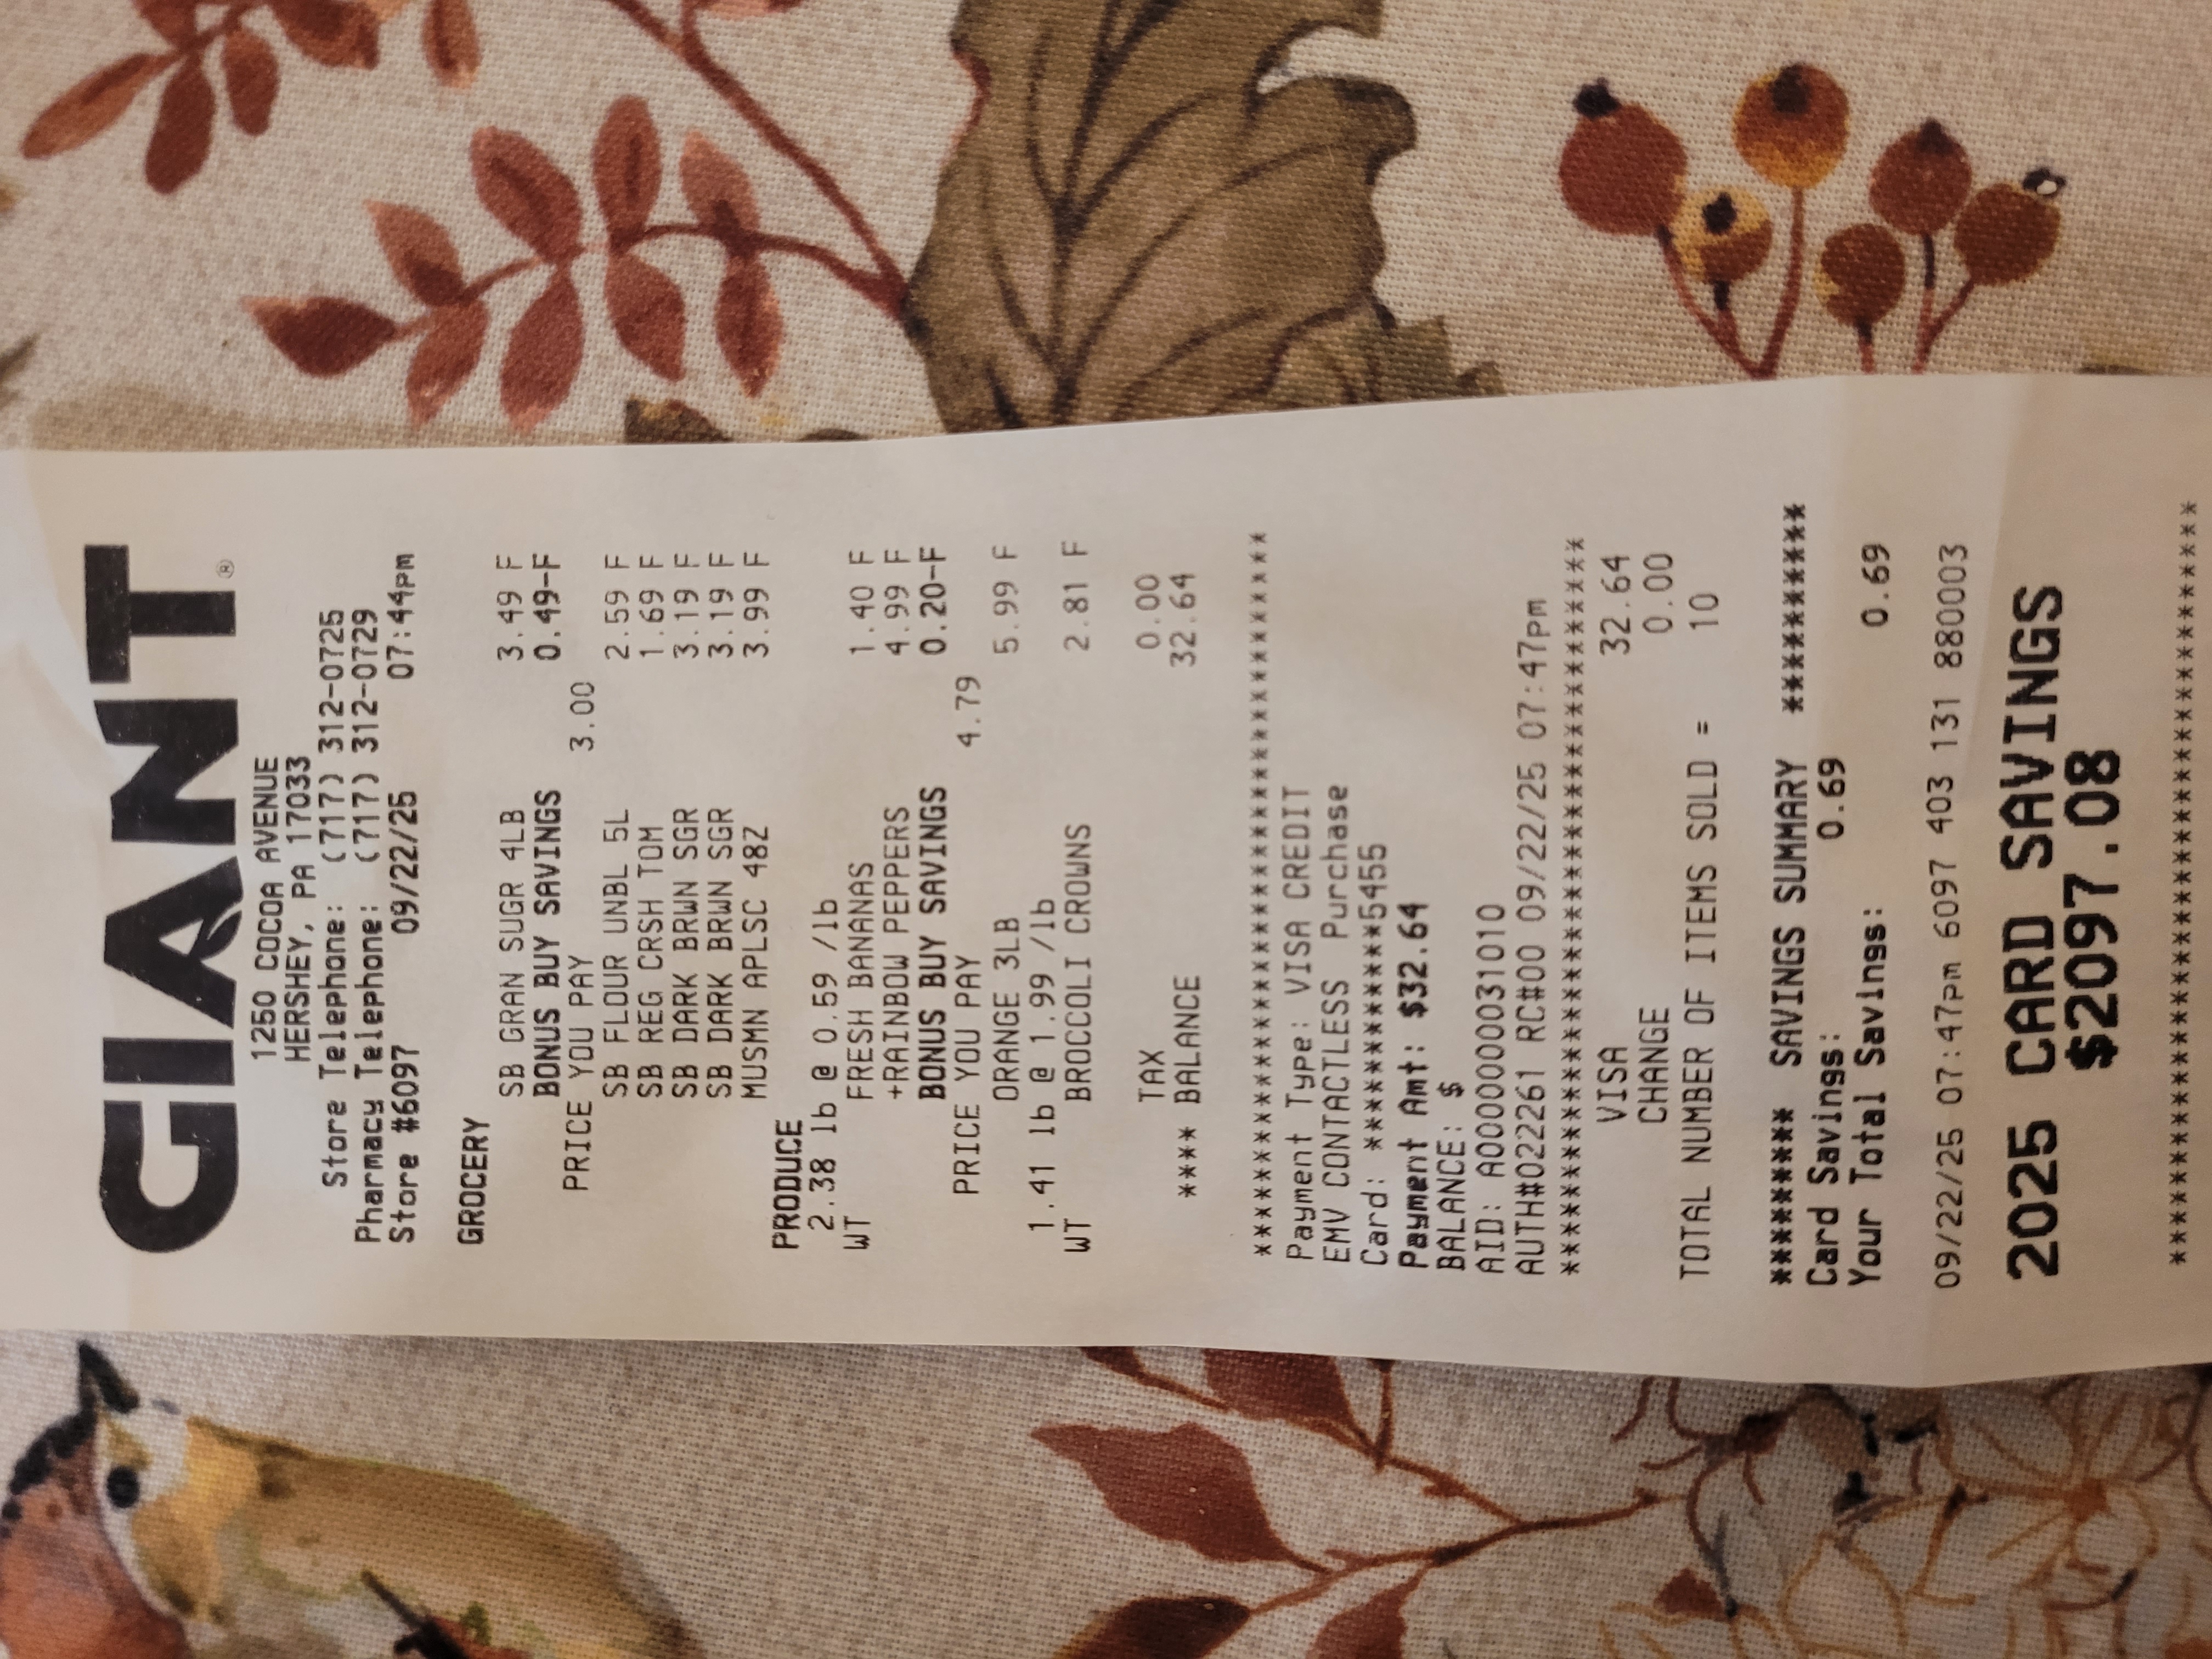 GIANT®
1250 COCOA AVENUE
HERSHEY, PA 17033
Store Telephone: (717) 312-0725
Pharmacy Telephone: (717) 312-0729
Store #6097 09/22/25 07:44pm
GROCERY
SB GRAN SUGR 4LB 3.49 F
BONUS BUY SAVINGS 0.49-F
PRICE YOU PAY 3.00
SB FLOUR UNBL 5L 2.59 F
SB REG CRSH TOM 1.69 F
SB DARK BRWN SGR 3.19 F
SB DARK BRWN SGR 3.19 F
MUSMN APLSC 48Z 3.99 F
PRODUCE
2.38 lb @ 0.59 /lb
WT FRESH BANANAS 1.40 F
+RAINBOW PEPPERS 4.99 F
BONUS BUY SAVINGS 0.20-F
PRICE YOU PAY 4.79
ORANGE 3LB 5.99 F
1.41 lb @ 1.99 /lb
WT BROCCOLI CROWNS 2.81 F
TAX 0.00
**** BALANCE 32.64
***************************************
Payment Type: VISA CREDIT
EMV CONTACTLESS Purchase
Card: ************5455
Payment Amt: $32.64
BALANCE: $
AID: A0000000031010
AUTH#022261 RC#00 09/22/25 07:47pm
***************************************
VISA 32.64
CHANGE 0.00
TOTAL NUMBER OF ITEMS SOLD = 10
********* SAVINGS SUMMARY **********
Card Savings: 0.69
Your Total Savings: 0.69
09/22/25 07:47pm 6097 403 131 880003
2025 CARD SAVINGS
$2097.08
***************************************